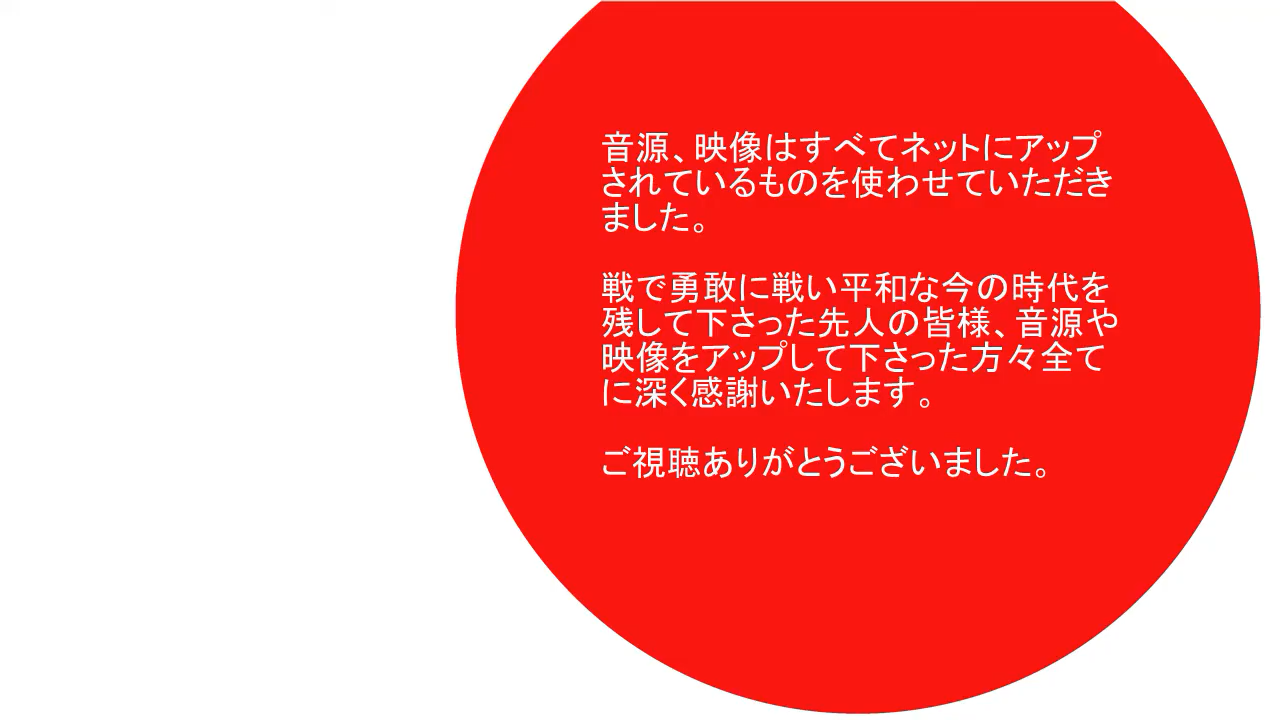 音源、映像はすべてネットにアップ
されているものを使わせていただき
ました。
戦で勇敢に戦い平和な今の時代を
残して下さった先人の皆様、音源や
映像をアップして下さった方々全て
に深く感謝いたします。
ご視聴ありがとうございました。